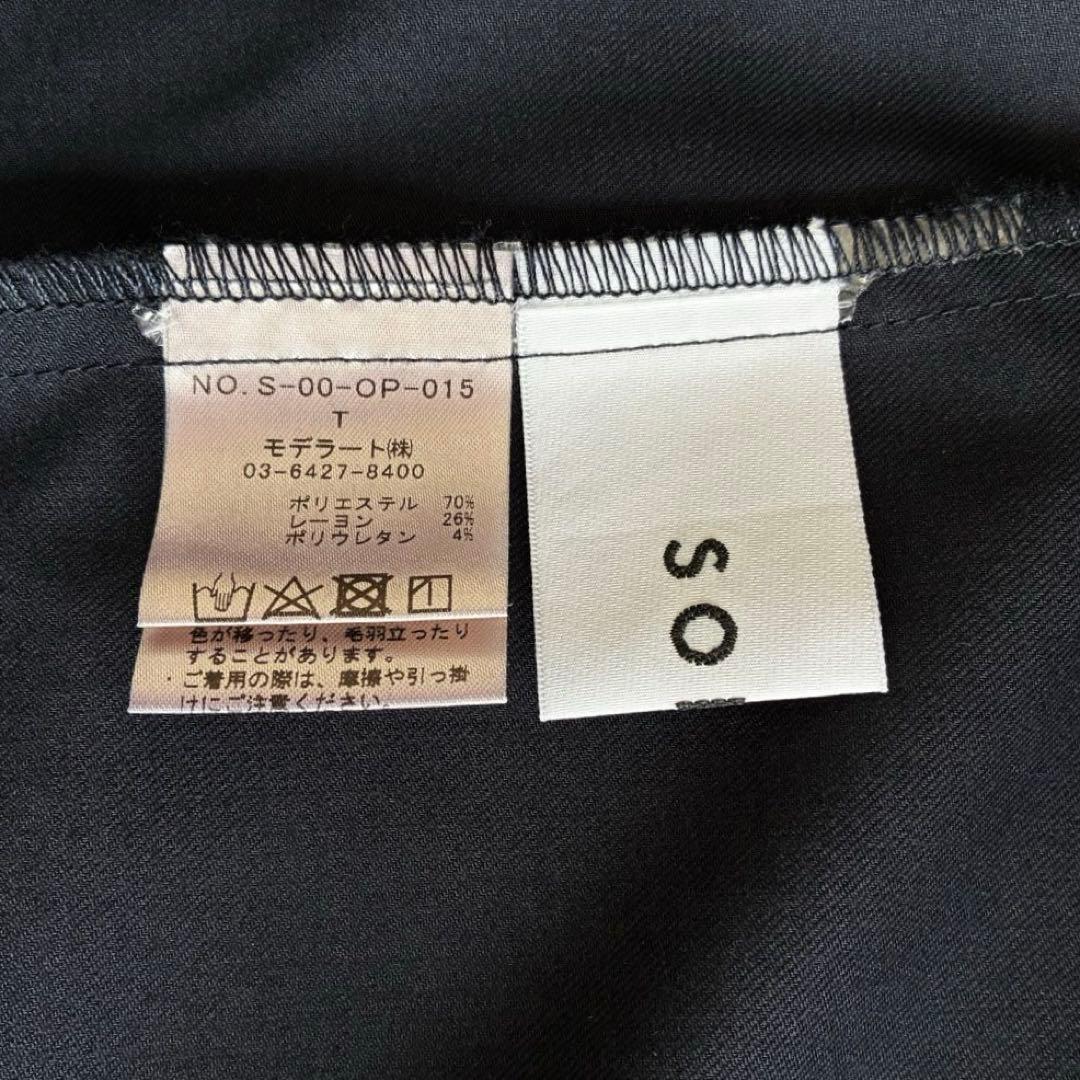 NO.S-00-OP-015
T
モデラート㈱
03-6427-8400
ポリエステル 70%
レーヨン 26%
ポリウレタン 4%
色が移ったり、毛羽立ったり
することがあります。
・ご着用の際は、摩擦や引っ掛
けにご注意ください。
SO